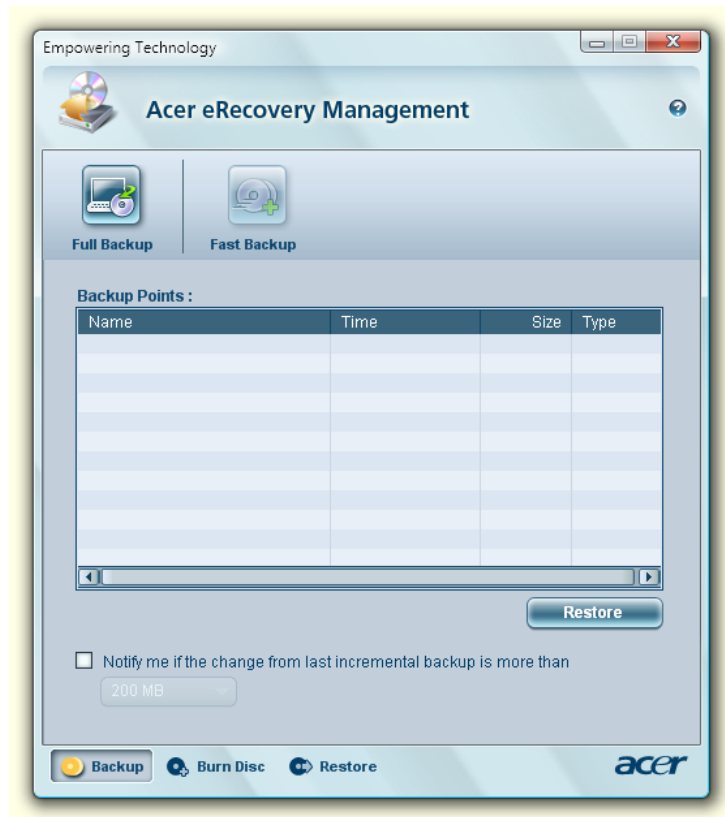 Empowering Technology
Acer eRecovery Management
Full Backup Fast Backup
Backup Points :
Name Time Size Type
Restore
Notify me if the change from last incremental backup is more than
200 MB
Backup Burn Disc Restore acer